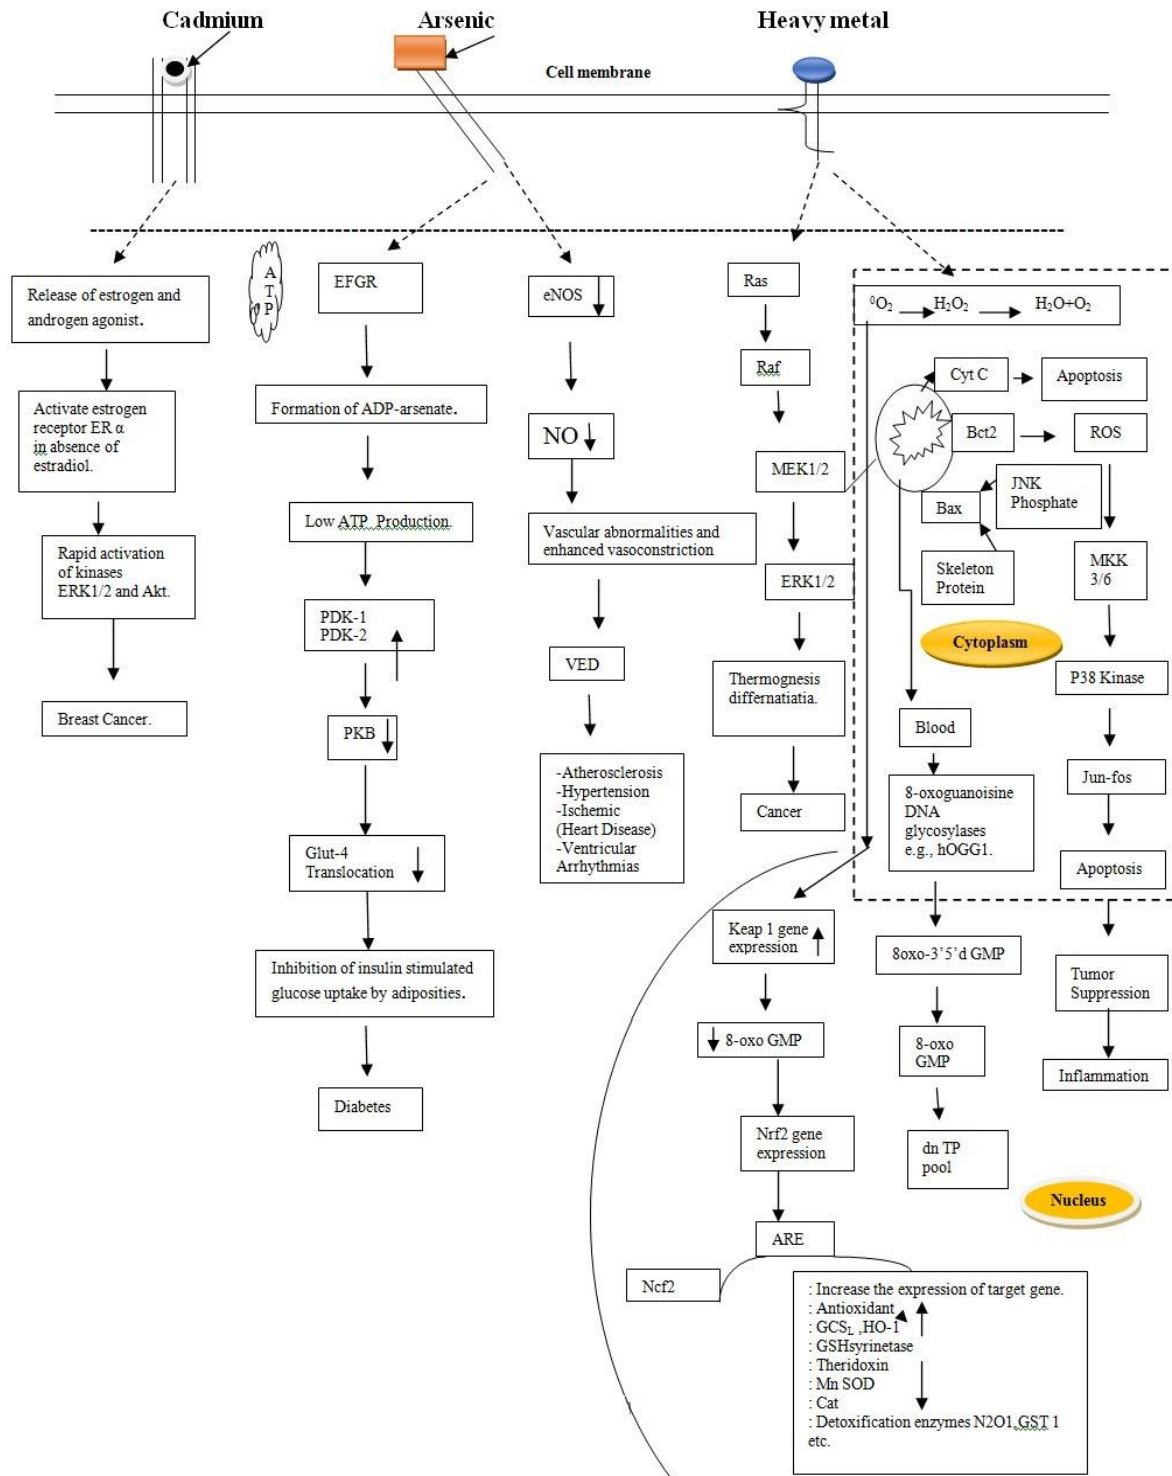 Cadmium
Arsenic
Heavy metal
Cell membrane
Release of estrogen and
androgen agonist.
Activate estrogen
receptor ER α
in absence of
estradiol.
Rapid activation
of kinases
ERK1/2 and Akt.
Breast Cancer.
A
T
P
EFGR
Formation of ADP-arsenate.
Low ATP Production.
PDK-1
PDK-2
PKB
Glut-4
Translocation
Inhibition of insulin stimulated
glucose uptake by adiposities.
Diabetes
eNOS
NO
Vascular abnormalities and
enhanced vasoconstriction
VED
-Atherosclerosis
-Hypertension
-Ischemic
(Heart Disease)
-Ventricular
Arrhythmias
Ras
Raf
MEK1/2
ERK1/2
Thermognesis
differnatiatia.
Cancer
⁰O₂
H₂O₂
H₂O+O₂
Cyt C
Apoptosis
Bct2
ROS
Bax
JNK
Phosphate
Skeleton
Protein
MKK
3/6
Cytoplasm
P38 Kinase
Blood
Jun-fos
8-oxoguanoisine
DNA
glycosylases
e.g., hOGG1.
Apoptosis
Keap 1 gene
expression
8-oxo GMP
Nrf2 gene
expression
ARE
Ncf2
8oxo-3’5’d GMP
8-oxo
GMP
dn TP
pool
Tumor
Suppression
Inflammation
Nucleus
: Increase the expression of target gene.
: Antioxidant
: GCSL ,HO-1
: GSHsyrinetase
: Theridoxin
: Mn SOD
: Cat
: Detoxification enzymes N2O1,GST 1
etc.